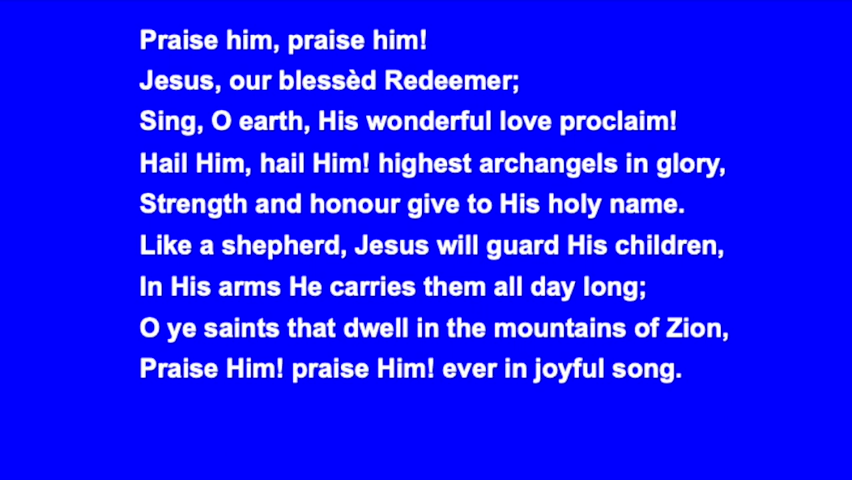 Praise him, praise him!
Jesus, our blessèd Redeemer;
Sing, O earth, His wonderful love proclaim!
Hail Him, hail Him! highest archangels in glory,
Strength and honour give to His holy name.
Like a shepherd, Jesus will guard His children,
In His arms He carries them all day long;
O ye saints that dwell in the mountains of Zion,
Praise Him! praise Him! ever in joyful song.